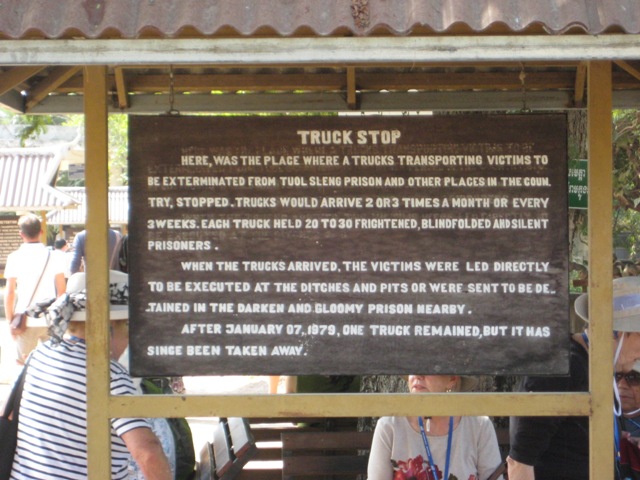 TRUCK STOP
HERE, WAS THE PLACE WHERE A TRUCKS TRANSPORTING VICTIMS TO
BE EXTERMINATED FROM TUOL SLENG PRISON AND OTHER PLACES IN THE COUN_
TRY, STOPPED. TRUCKS WOULD ARRIVE 2 OR 3 TIMES A MONTH OR EVERY
3 WEEKS. EACH TRUCK HELD 20 TO 30 FRIGHTENED, BLINDFOLDED AND SILENT
PRISONERS.
WHEN THE TRUCKS ARRIVED, THE VICTIMS WERE LED DIRECTLY
TO BE EXECUTED AT THE DITCHES AND PITS OR WERE SENT TO BE DE_
_TAINED IN THE DARKEN AND GLOOMY PRISON NEARBY.
AFTER JANUARY 07, 1979, ONE TRUCK REMAINED, BUT IT HAS
SINCE BEEN TAKEN AWAY.